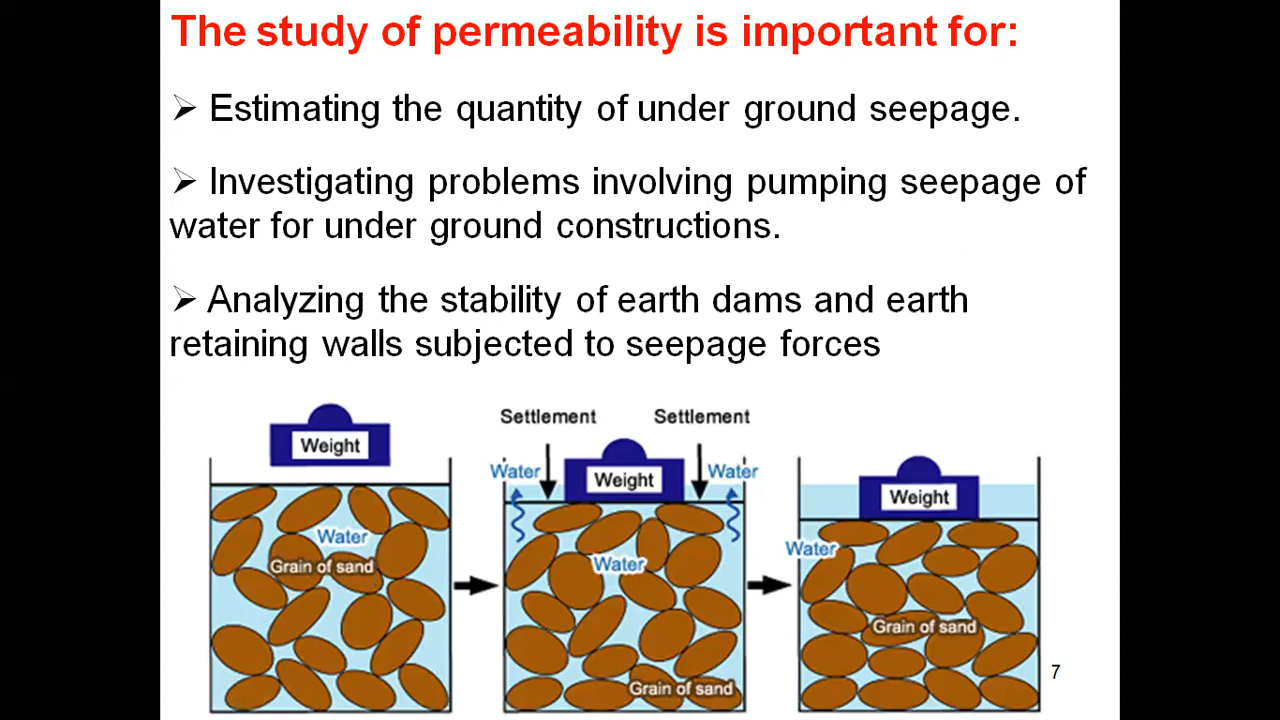 The study of permeability is important for:
➢ Estimating the quantity of under ground seepage.
➢ Investigating problems involving pumping seepage of
water for under ground constructions.
➢ Analyzing the stability of earth dams and earth
retaining walls subjected to seepage forces
Weight
Water
Grain of sand
Settlement Settlement
Water Weight Water
Water
Grain of sand
Weight
Water
Grain of sand
7